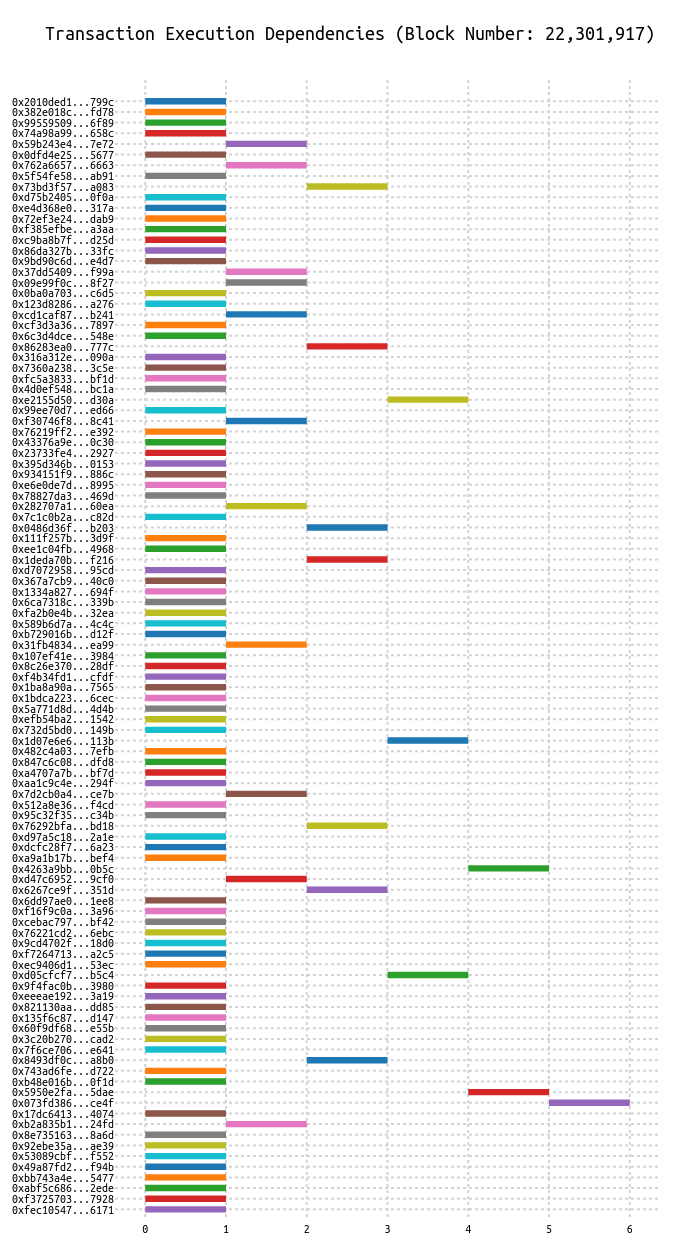 Transaction Execution Dependencies (Block Number: 22,301,917)
0x2010ded1...799c
0x382e018c...fd78
0x99559509...6f89
0x74a98a99...658c
0x59b243e4...7e72
0x0dfd4e25...5677
0x762a6657...6663
0x5f54fe58...ab91
0x73bd3f57...a083
0xd75b2405...0f0a
0xe4d368e0...317a
0x72ef3e24...dab9
0xf385efbe...a3aa
0xc9ba8b7f...d25d
0x86da327b...33fc
0x9bd90c6d...e4d7
0x37dd5409...f99a
0x09e99f0c...8f27
0x0ba0a703...c6d5
0x123d8286...a276
0xcd1caf87...b241
0xcf3d3a36...7897
0x6c3d4dce...548e
0x86283ea0...777c
0x316a312e...090a
0x7360a238...3c5e
0xfc5a3833...bf1d
0x4d0ef548...bc1a
0xe2155d50...d30a
0x99ee70d7...ed66
0xf30746f8...8c41
0x76219ff2...e392
0x43376a9e...0c30
0x23733fe4...2927
0x395d346b...0153
0x934151f9...886c
0xe6e0de7d...8995
0x78827da3...469d
0x282707a1...60ea
0x7c1c0b2a...c82d
0x0486d36f...b203
0x111f257b...3d9f
0xee1c04fb...4968
0x1deda70b...f216
0xd7072958...95cd
0x367a7cb9...40c0
0x1334a827...694f
0x6ca7318c...339b
0xfa2b0e4b...32ea
0x589b6d7a...4c4c
0xb729016b...d12f
0x31fb4834...ea99
0x107ef41e...3984
0x8c26e370...28df
0xf4b34fd1...cfdf
0x1ba8a90a...7565
0x1bdca223...6cec
0x5a771d8d...4d4b
0xefb54ba2...1542
0x732d5bd0...149b
0x1d07e6e6...113b
0x482c4a03...7efb
0x847c6c08...dfd8
0xa4707a7b...bf7d
0xaa1c9c4e...294f
0x7d2cb0a4...ce7b
0x512a8e36...f4cd
0x95c32f35...c34b
0x76292bfa...bd18
0xd97a5c18...2a1e
0xdcfc28f7...6a23
0xa9a1b17b...bef4
0x4263a9bb...0b5c
0xd47c6952...9cf0
0x6267ce9f...351d
0x6dd97ae0...1ee8
0xf16f9c0a...3a96
0xcebac797...bf42
0x76221cd2...6ebc
0x9cd4702f...18d0
0xf7264713...a2c5
0xec9406d1...53ec
0xd05cfcf7...b5c4
0x9f4fac0b...3980
0xeeeae192...3a19
0x821130aa...dd85
0x135f6c87...d147
0x60f9df68...e55b
0x3c20b270...cad2
0x7f6ce706...e641
0x8493df0c...a8b0
0x743ad6fe...d722
0xb48e016b...0f1d
0x5950e2fa...5dae
0x073fd386...ce4f
0x17dc6413...4074
0xb2a835b1...24fd
0x8e735163...8a6d
0x92ebe35a...ae39
0x53089cbf...f552
0x49a87fd2...f94b
0xbb743a4e...5477
0xabf5c686...2ede
0xf3725703...7928
0xfec10547...6171
0 1 2 3 4 5 6